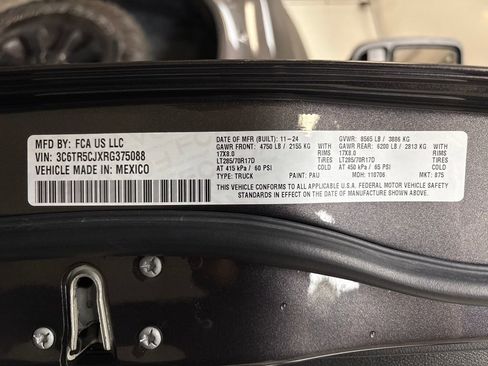 MFD BY: FCA US LLC
VIN: 3C6TR5CJXRG375088
VEHICLE MADE IN: MEXICO
DATE OF MFR (BUILT): 11-24 GVWR: 8565 LB / 3886 KG
GAWR FRONT: 4750 LB / 2155 KG WITH GAWR REAR: 6200 LB / 2813 KG WITH
17X8.0 RIMS 17X8.0 RIMS
LT285/70R17D TIRES LT285/70R17D TIRES
AT 415 kPa / 60 PSI COLD AT 450 kPa / 65 PSI COLD
THIS VEHICLE CONFORMS TO ALL APPLICABLE U.S.A. FEDERAL MOTOR VEHICLE SAFETY
STANDARDS IN EFFECT ON THE DATE OF MANUFACTURE SHOWN ABOVE.
TYPE: TRUCK PAINT: PAU MDH: 110706 MKT: 875